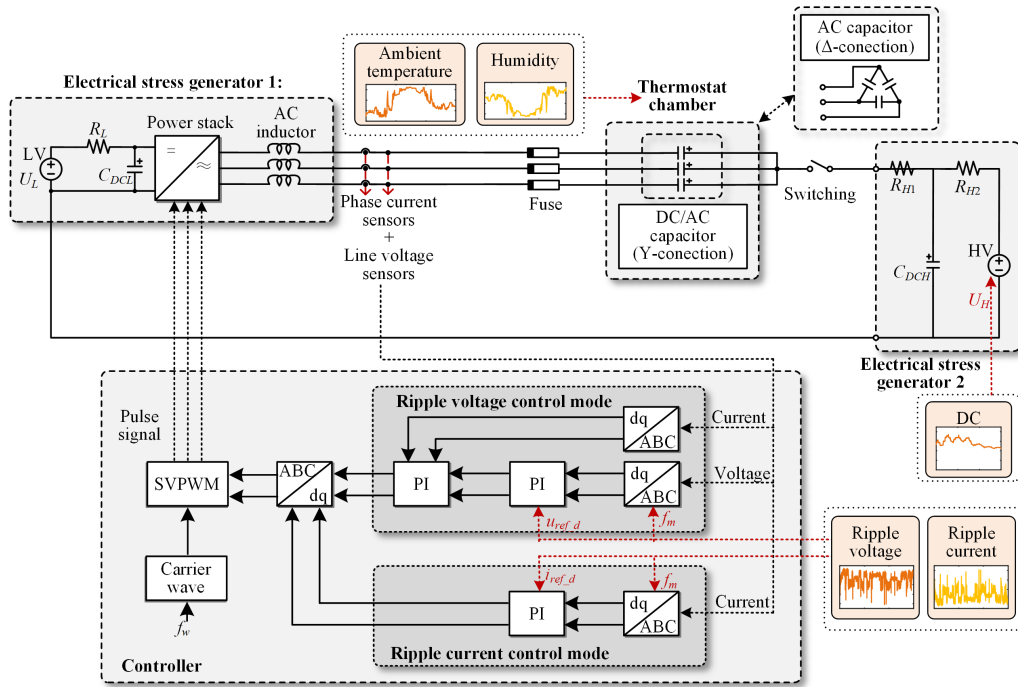 Electrical stress generator 1:
Ambient
temperature
Humidity
Thermostat
chamber
AC capacitor
(Δ-conection)
LV
U_L
R_L
C_DCL
Power stack
=
≈
AC
inductor
Phase current
sensors
+
Line voltage
sensors
Fuse
DC/AC
capacitor
(Y-conection)
Switching
R_H1
R_H2
C_DCH
HV
U_H
Electrical stress
generator 2
DC
Ripple
voltage
Ripple
current
Pulse
signal
SVPWM
Carrier
wave
f_w
Controller
ABC
dq
Ripple voltage control mode
PI
PI
dq
ABC
Current
dq
ABC
Voltage
u_ref_d
f_m
i_ref_d
f_m
PI
dq
ABC
Current
Ripple current control mode